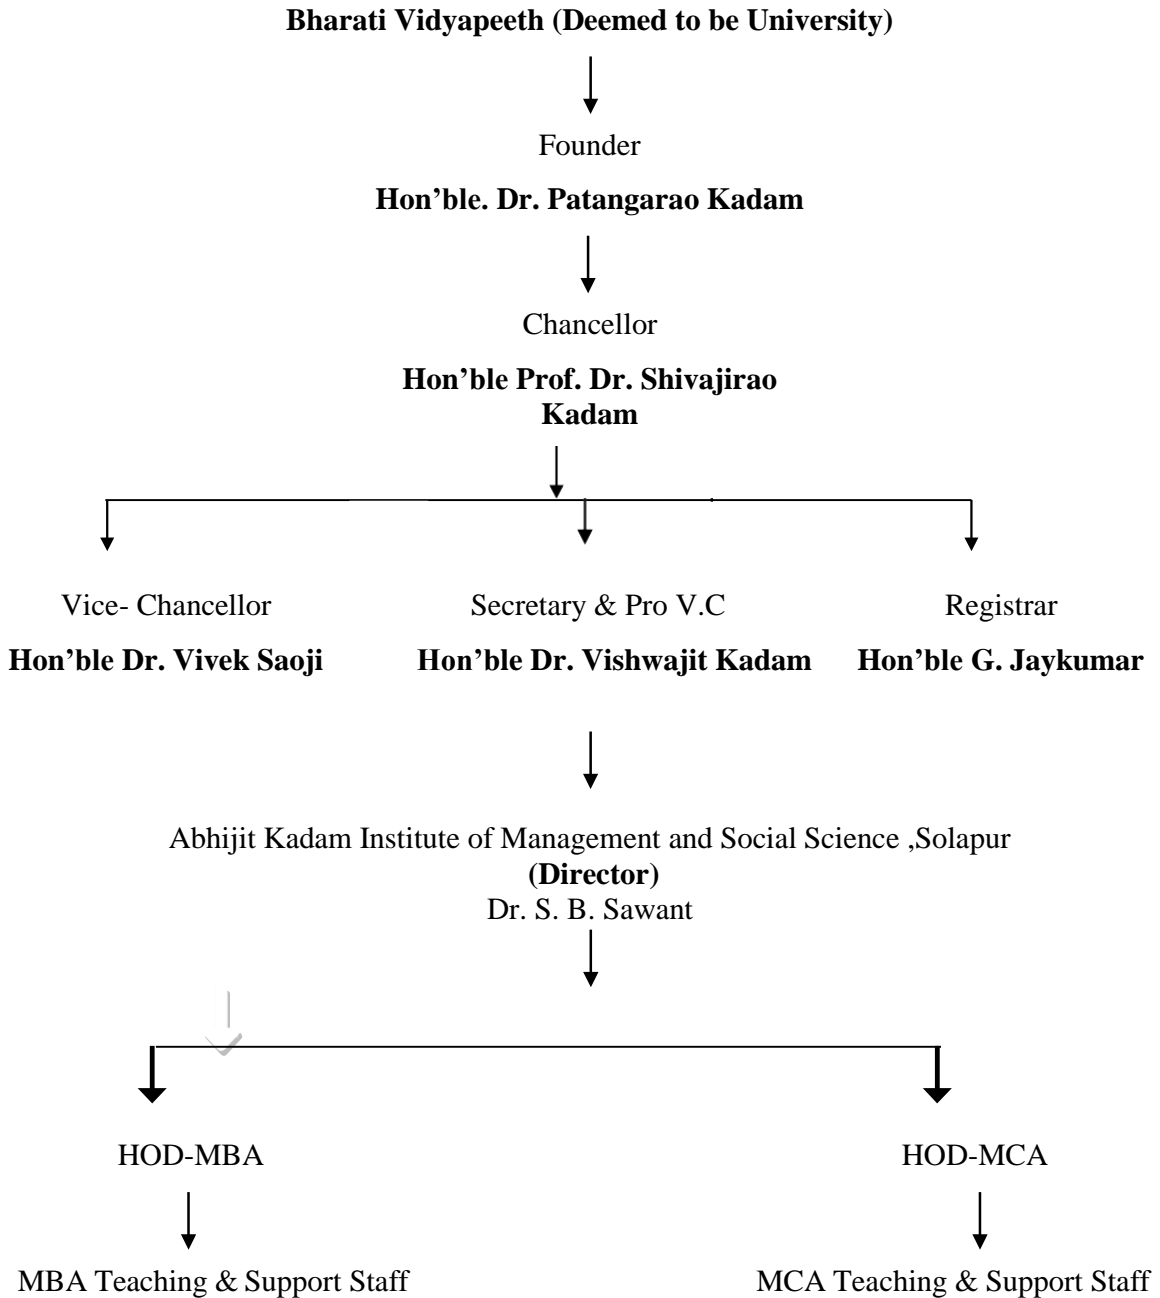 Bharati Vidyapeeth (Deemed to be University)
Founder
Hon’ble. Dr. Patangarao Kadam
Chancellor
Hon’ble Prof. Dr. Shivajirao
Kadam
Vice- Chancellor
Hon’ble Dr. Vivek Saoji
Secretary & Pro V.C
Hon’ble Dr. Vishwajit Kadam
Registrar
Hon’ble G. Jaykumar
Abhijit Kadam Institute of Management and Social Science ,Solapur
(Director)
Dr. S. B. Sawant
HOD-MBA
HOD-MCA
MBA Teaching & Support Staff
MCA Teaching & Support Staff